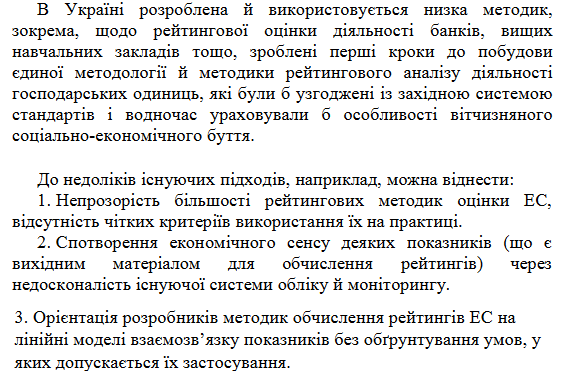 В Україні розроблена й використовується низка методик,
зокрема, щодо рейтингової оцінки діяльності банків, вищих
навчальних закладів тощо, зроблені перші кроки до побудови
єдиної методології й методики рейтингового аналізу діяльності
господарських одиниць, які були б узгоджені із західною системою
стандартів і водночас ураховували б особливості вітчизняного
соціально-економічного буття.
До недоліків існуючих підходів, наприклад, можна віднести:
1. Непрозорість більшості рейтингових методик оцінки ЕС,
відсутність чітких критеріїв використання їх на практиці.
2. Спотворення економічного сенсу деяких показників (що є
вихідним матеріалом для обчислення рейтингів) через
недосконалість існуючої системи обліку й моніторингу.
3. Орієнтація розробників методик обчислення рейтингів ЕС на
лінійні моделі взаємозв’язку показників без обґрунтування умов, у
яких допускається їх застосування.